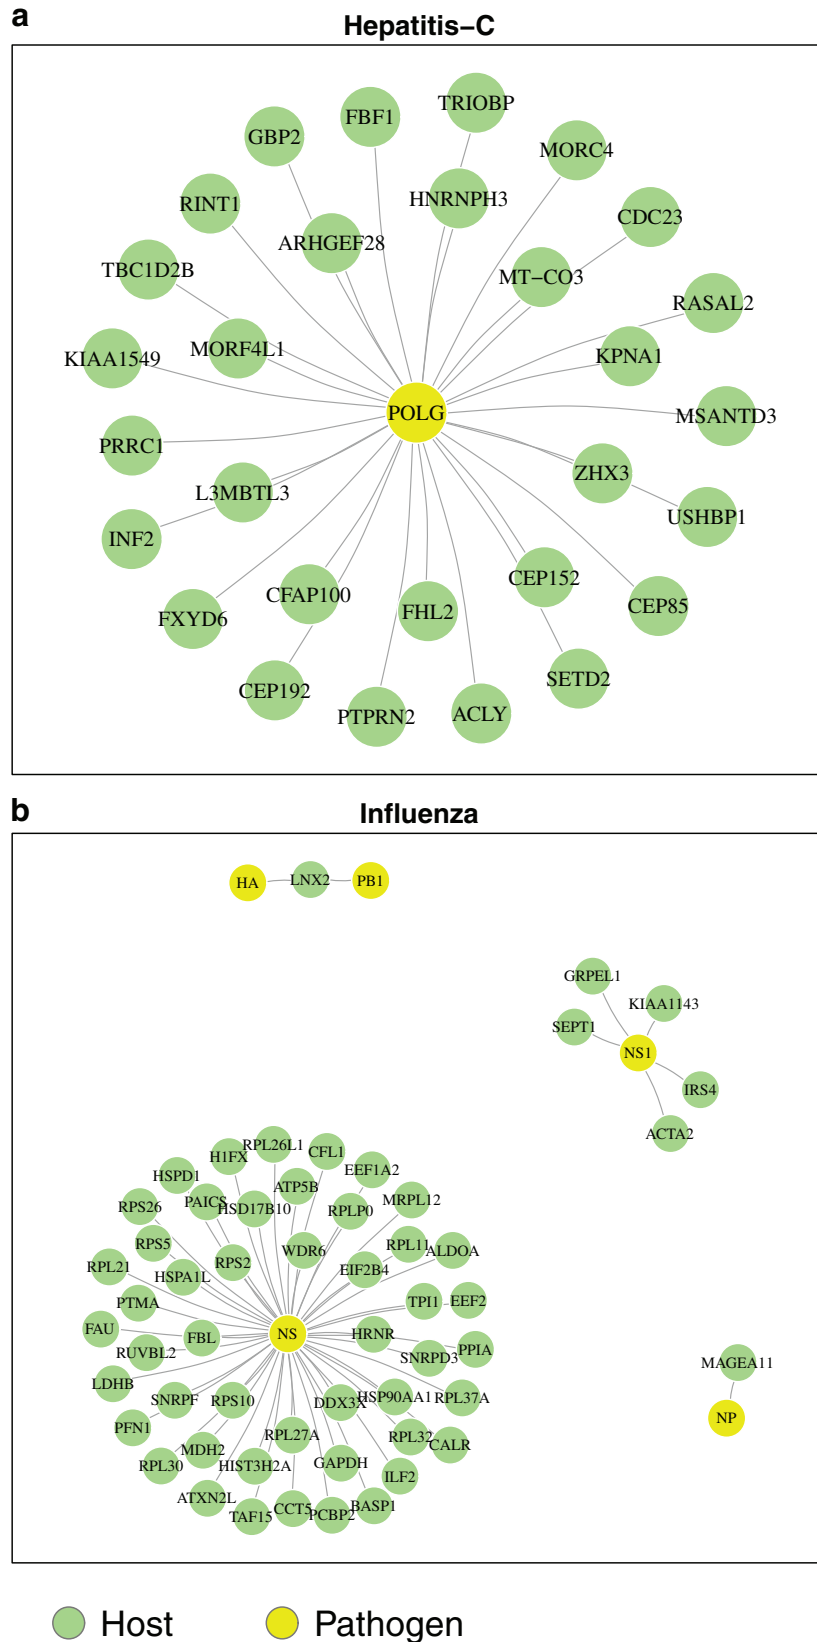 a
Hepatitis−C
TRIOBP
FBF1
GBP2
MORC4
HNRNPH3
RINT1
CDC23
ARHGEF28
TBC1D2B
MT−CO3
RASAL2
MORF4L1
KIAA1549
KPNA1
POLG
MSANTD3
PRRC1
ZHX3
L3MBTL3
USHBP1
INF2
CEP152
CFAP100
CEP85
FHL2
FXYD6
SETD2
CEP192
ACLY
PTPRN2
b
Influenza
HA
LNX2
PB1
GRPEL1
KIAA1143
SEPT1
NS1
IRS4
ACTA2
RPL26L1
CFL1
H1FX
EEF1A2
HSPD1
ATP5B
MRPL12
PAICS
HSD17B10
RPS26
RPLP0
RPS5
RPL11
WDR6
ALDOA
RPS2
RPL21
EIF2B4
HSPA1L
PTMA
TPI1
EEF2
FAU
NS
HRNR
FBL
RUVBL2
PPIA
SNRPD3
LDHB
HSP90AA1
RPL37A
SNRPF
RPS10
DDX3X
PFN1
RPL27A
RPL32
CALR
MDH2
GAPDH
RPL30
HIST3H2A
ILF2
ATXN2L
BASP1
CCT5
PCBP2
TAF15
MAGEA11
NP
Host
Pathogen